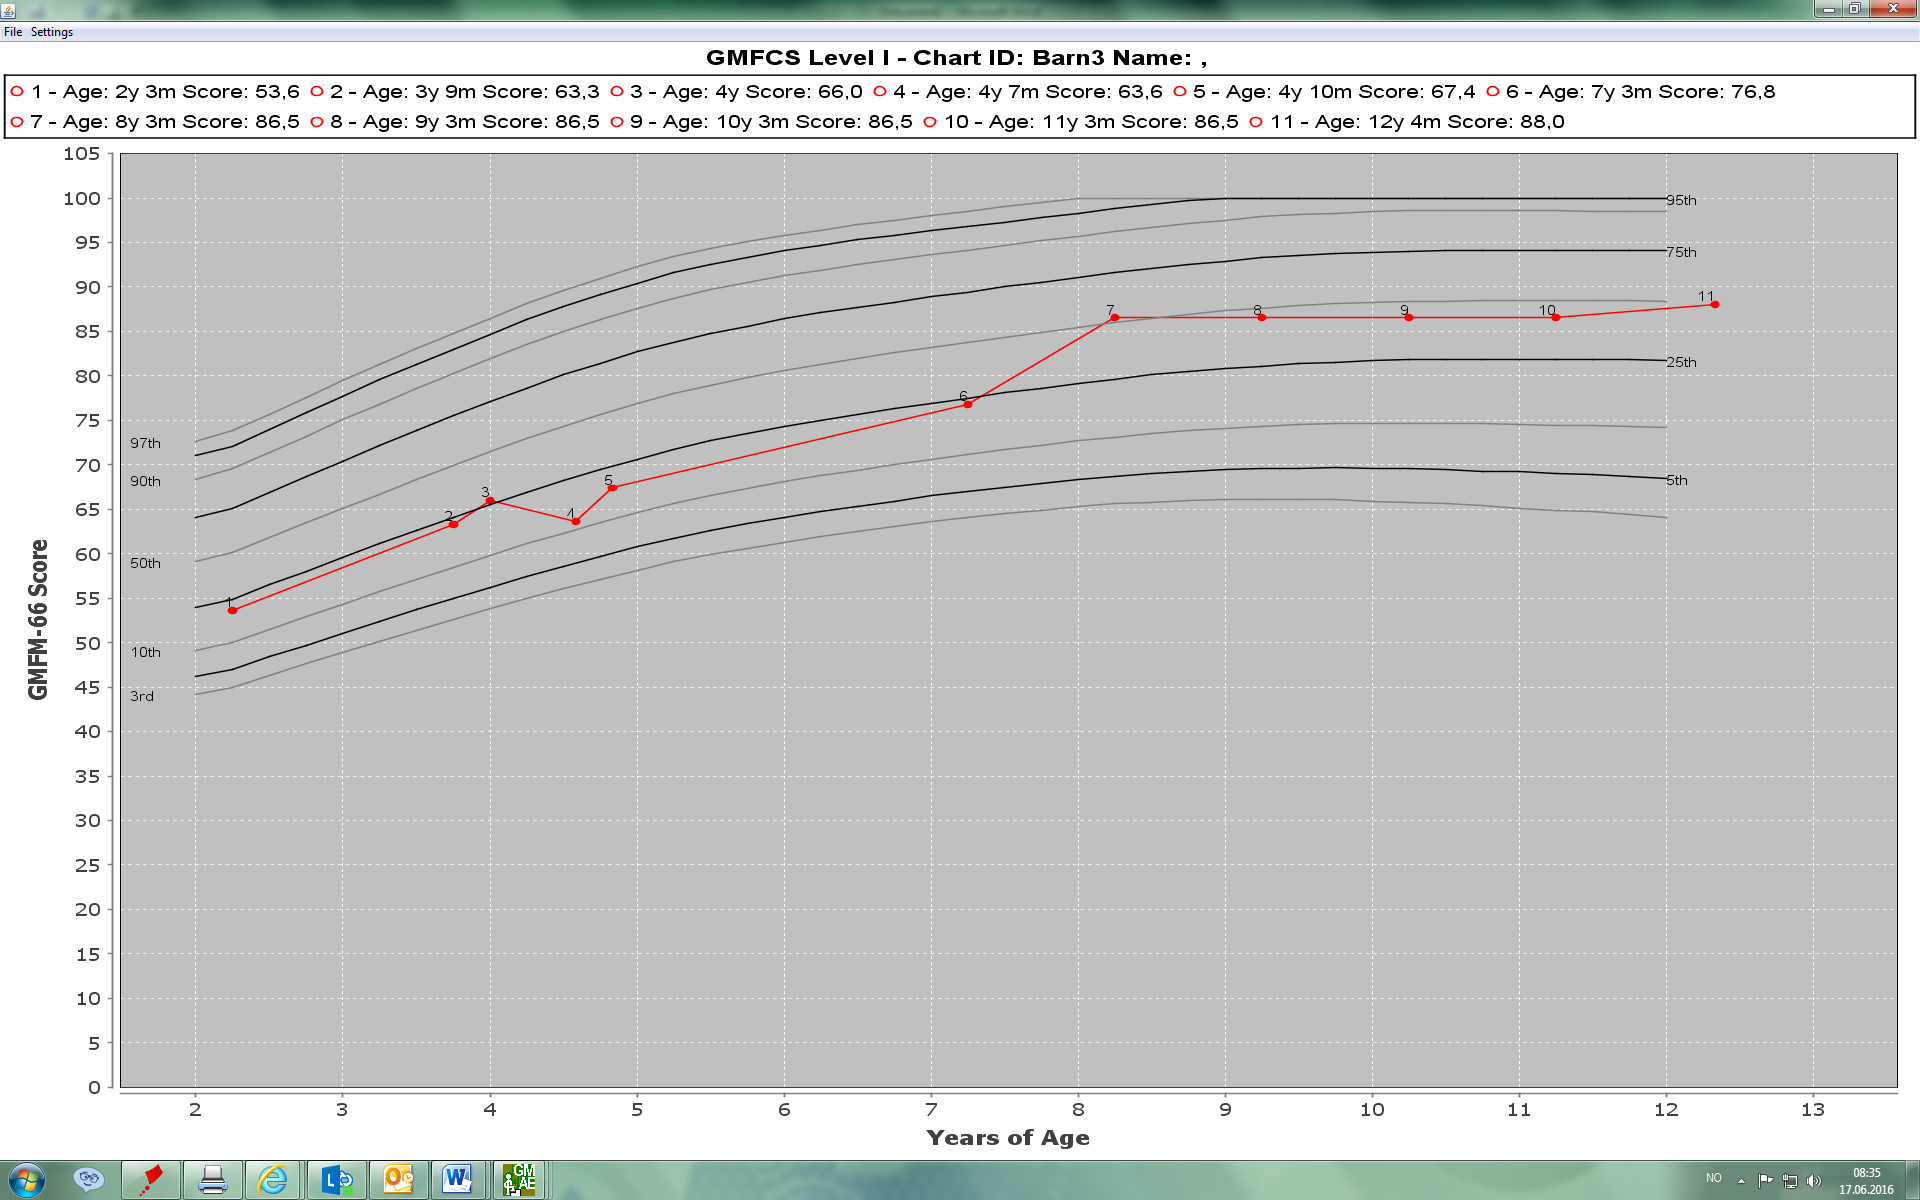 File Settings
GMFCS Level I - Chart ID: Barn3 Name: ,
1 - Age: 2y 3m Score: 53,6 2 - Age: 3y 9m Score: 63,3 3 - Age: 4y Score: 66,0 4 - Age: 4y 7m Score: 63,6 5 - Age: 4y 10m Score: 67,4 6 - Age: 7y 3m Score: 76,8
7 - Age: 8y 3m Score: 86,5 8 - Age: 9y 3m Score: 86,5 9 - Age: 10y 3m Score: 86,5 10 - Age: 11y 3m Score: 86,5 11 - Age: 12y 4m Score: 88,0
105
100
95
90
85
80
75
70
65
60
55
50
45
40
35
30
25
20
15
10
5
0
GMFM-66 Score
97th
90th
50th
10th
3rd
1
2
3
4
5
6
7
8
9
10
11
95th
75th
25th
5th
2 3 4 5 6 7 8 9 10 11 12 13
Years of Age
GM
AE
NO
08:35
17.06.2016